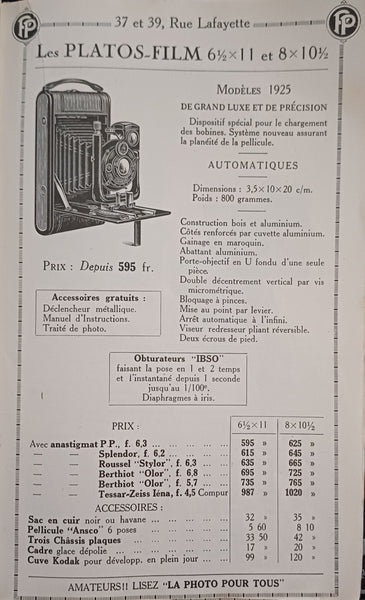 FP 37 et 39, Rue Lafayette FP
Les PLATOS-FILM 6½×11 et 8×10½
MODÈLES 1925
DE GRAND LUXE ET DE PRÉCISION
Dispositif spécial pour le chargement
des bobines. Système nouveau assurant
la planéité de la pellicule.
AUTOMATIQUES
Dimensions : 3,5×10×20 c/m.
Poids : 800 grammes.
Construction bois et aluminium.
Côtés renforcés par cuvette aluminium.
Gainage en maroquin.
Abattant aluminium.
Porte-objectif en U fondu d'une seule
pièce.
Double décentrement vertical par vis
micrométrique.
Bloquage à pinces.
Mise au point par levier.
Arrêt automatique à l'infini.
Viseur redresseur pliant réversible.
Deux écrous de pied.
PRIX : Depuis 595 fr.
Accessoires gratuits :
Déclencheur métallique.
Manuel d'Instructions.
Traité de photo.
Obturateurs "IBSO"
faisant la pose en 1 et 2 temps
et l'instantané depuis 1 seconde
jusqu'au 1/100e.
Diaphragmes à iris.
PRIX : 6½×11 8×10½
Avec anastigmat P.P., f. 6,3 ... ... ... ... 595 » 625 »
— — Splendor, f. 6,2 ... ... ... ... 615 » 645 »
— — Roussel "Stylor", f. 6,3 ... ... 635 » 665 »
— — Berthiot "Olor", f. 6,8 ... ... 695 » 725 »
— — Berthiot "Olor", f. 5,7 ... ... 735 » 765 »
— — Tessar-Zeiss Iéna, f. 4,5 Compur 987 » 1020 »
ACCESSOIRES :
Sac en cuir noir ou havane ... ... ... ... 32 » 35 »
Pellicule "Ansco" 6 poses ... ... ... ... 5 60 8 10
Trois Châssis plaques ... ... ... ... ... 33 50 42 »
Cadre glace dépolie ... ... ... ... ... 17 » 20 »
Cuve Kodak pour développ. en plein jour ... ... 99 » 120 »
AMATEURS!! LISEZ "LA PHOTO POUR TOUS"